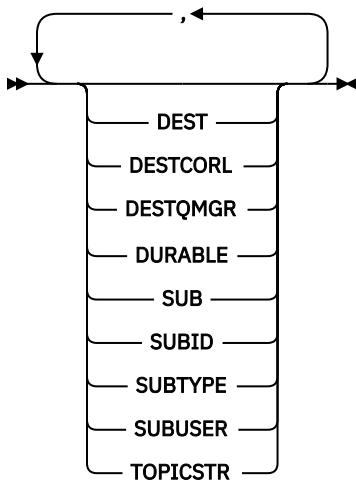 ,
DEST
DESTCORL
DESTQMGR
DURABLE
SUB
SUBID
SUBTYPE
SUBUSER
TOPICSTR